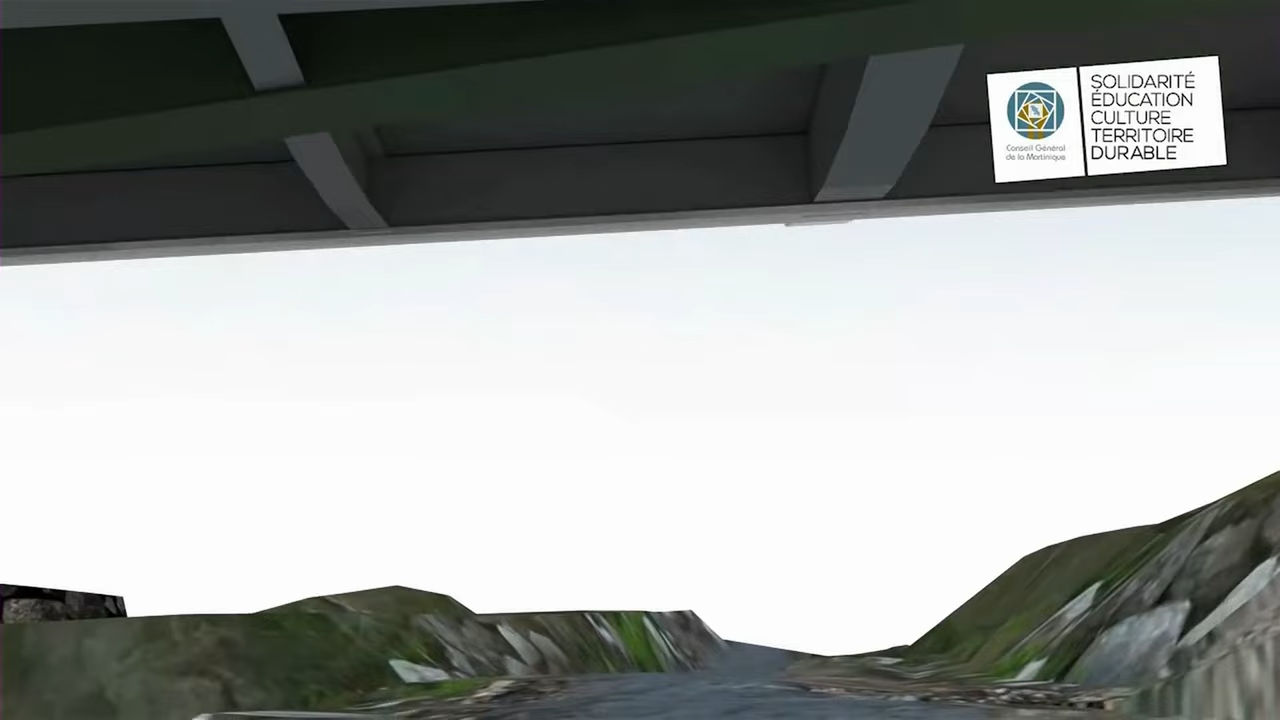 Conseil Général
de la Martinique
SOLIDARITÉ
ÉDUCATION
CULTURE
TERRITOIRE
DURABLE